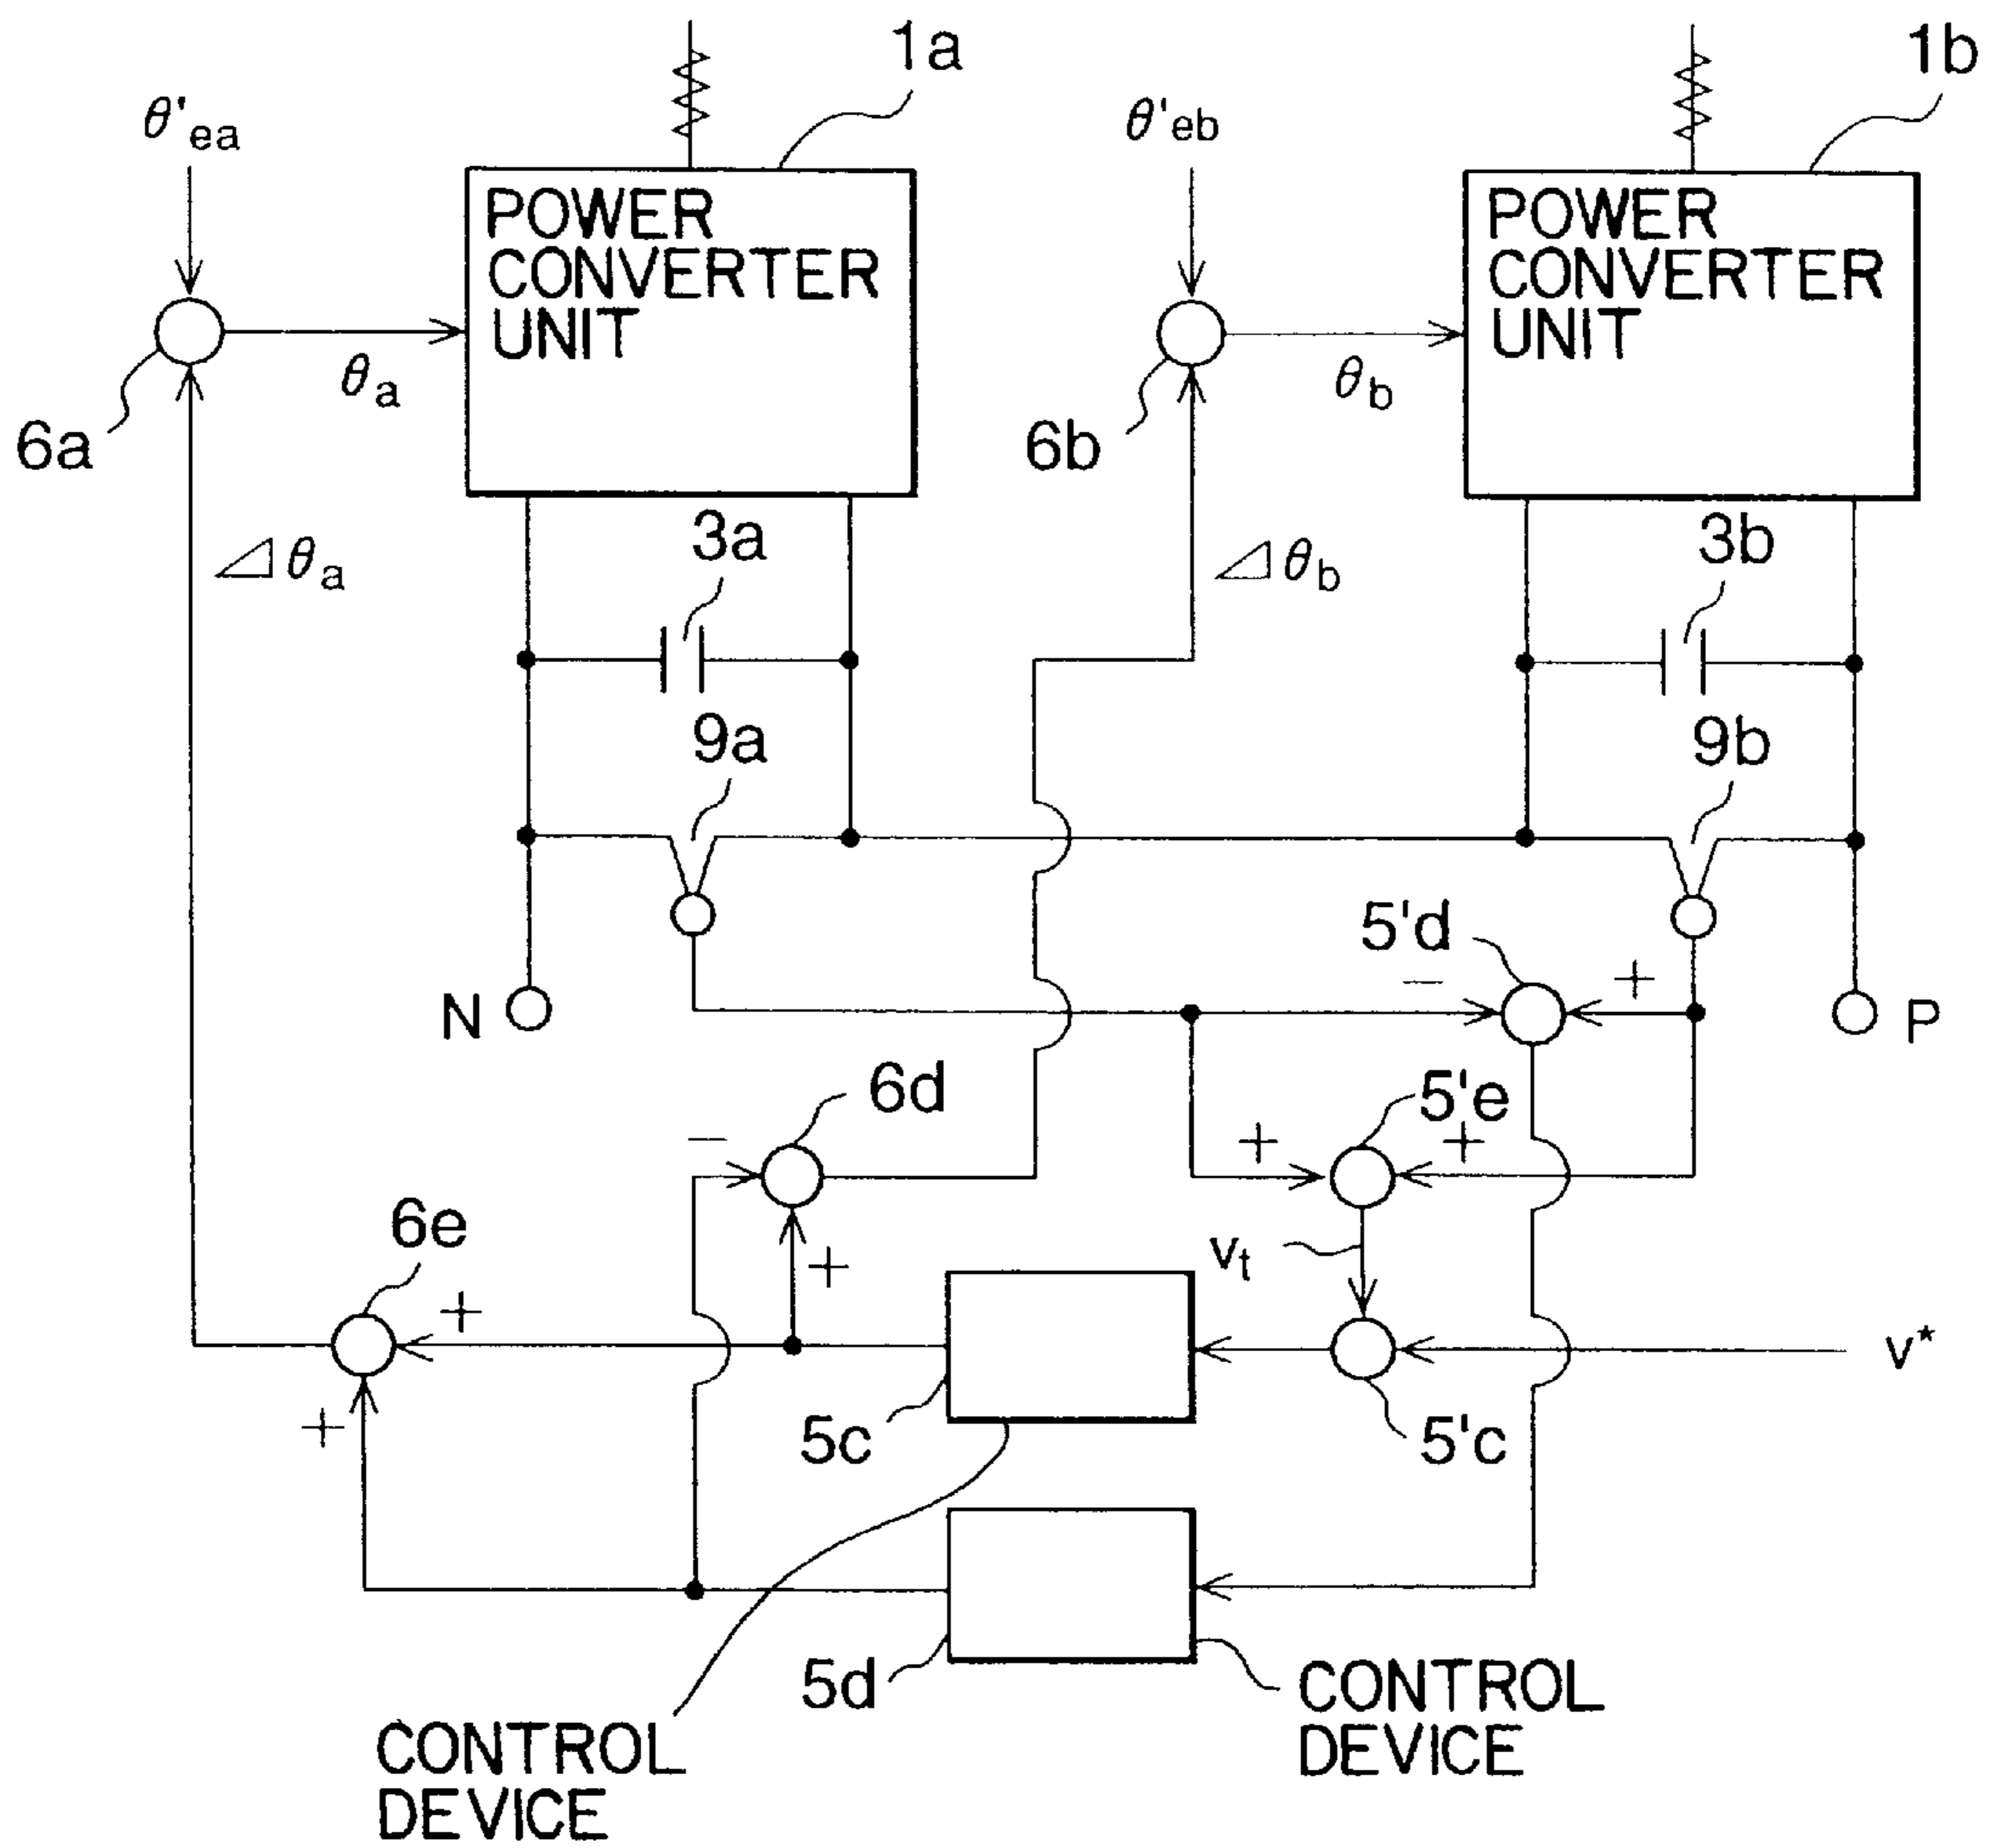 1a
1b
θ'ea
θ'eb
POWER
CONVERTER
UNIT
POWER
CONVERTER
UNIT
θa
θb
6a
6b
3a
3b
⊿θa
⊿θb
9a
9b
5'd
− +
N
P
6d
5'e
−
+ +
6e
vt
+
+
v*
+
5c
5'c
5d
CONTROL
DEVICE
CONTROL
DEVICE